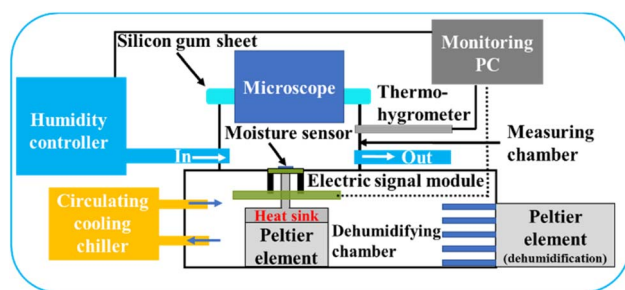 Silicon gum sheet
Monitoring
PC
Microscope
Thermo-
hygrometer
Humidity
controller
Moisture sensor
Measuring
chamber
In
Out
Electric signal module
Circulating
cooling
chiller
Heat sink
Peltier
element
Dehumidifying
chamber
Peltier
element
(dehumidification)